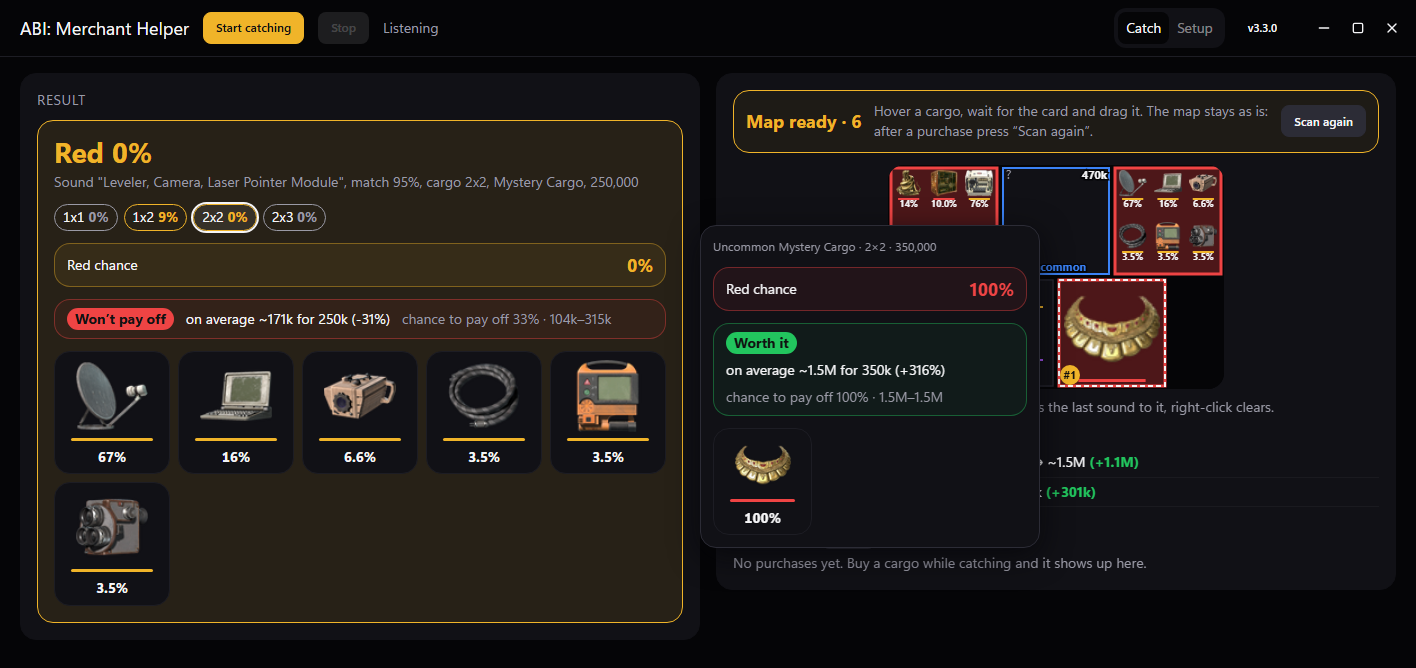 ABI: Merchant Helper
Start catching
Stop
Listening
Catch
Setup
v3.3.0
RESULT
Red 0%
Sound "Leveler, Camera, Laser Pointer Module", match 95%, cargo 2x2, Mystery Cargo, 250,000
1x1 0%
1x2 9%
2x2 0%
2x3 0%
Red chance
0%
Won't pay off
on average ~171k for 250k (-31%)
chance to pay off 33% · 104k–315k
67%
16%
6.6%
3.5%
3.5%
3.5%
Map ready · 6
Hover a cargo, wait for the card and drag it. The map stays as is:
after a purchase press “Scan again”.
Scan again
14%
10.0%
76%
?
470k
common
67%
16%
6.6%
3.5%
3.5%
3.5%
#1
Uncommon Mystery Cargo · 2×2 · 350,000
Red chance
100%
Worth it
on average ~1.5M for 350k (+316%)
chance to pay off 100% · 1.5M–1.5M
100%
the last sound to it, right-click clears.
~1.5M (+1.1M)
(+301k)
No purchases yet. Buy a cargo while catching and it shows up here.